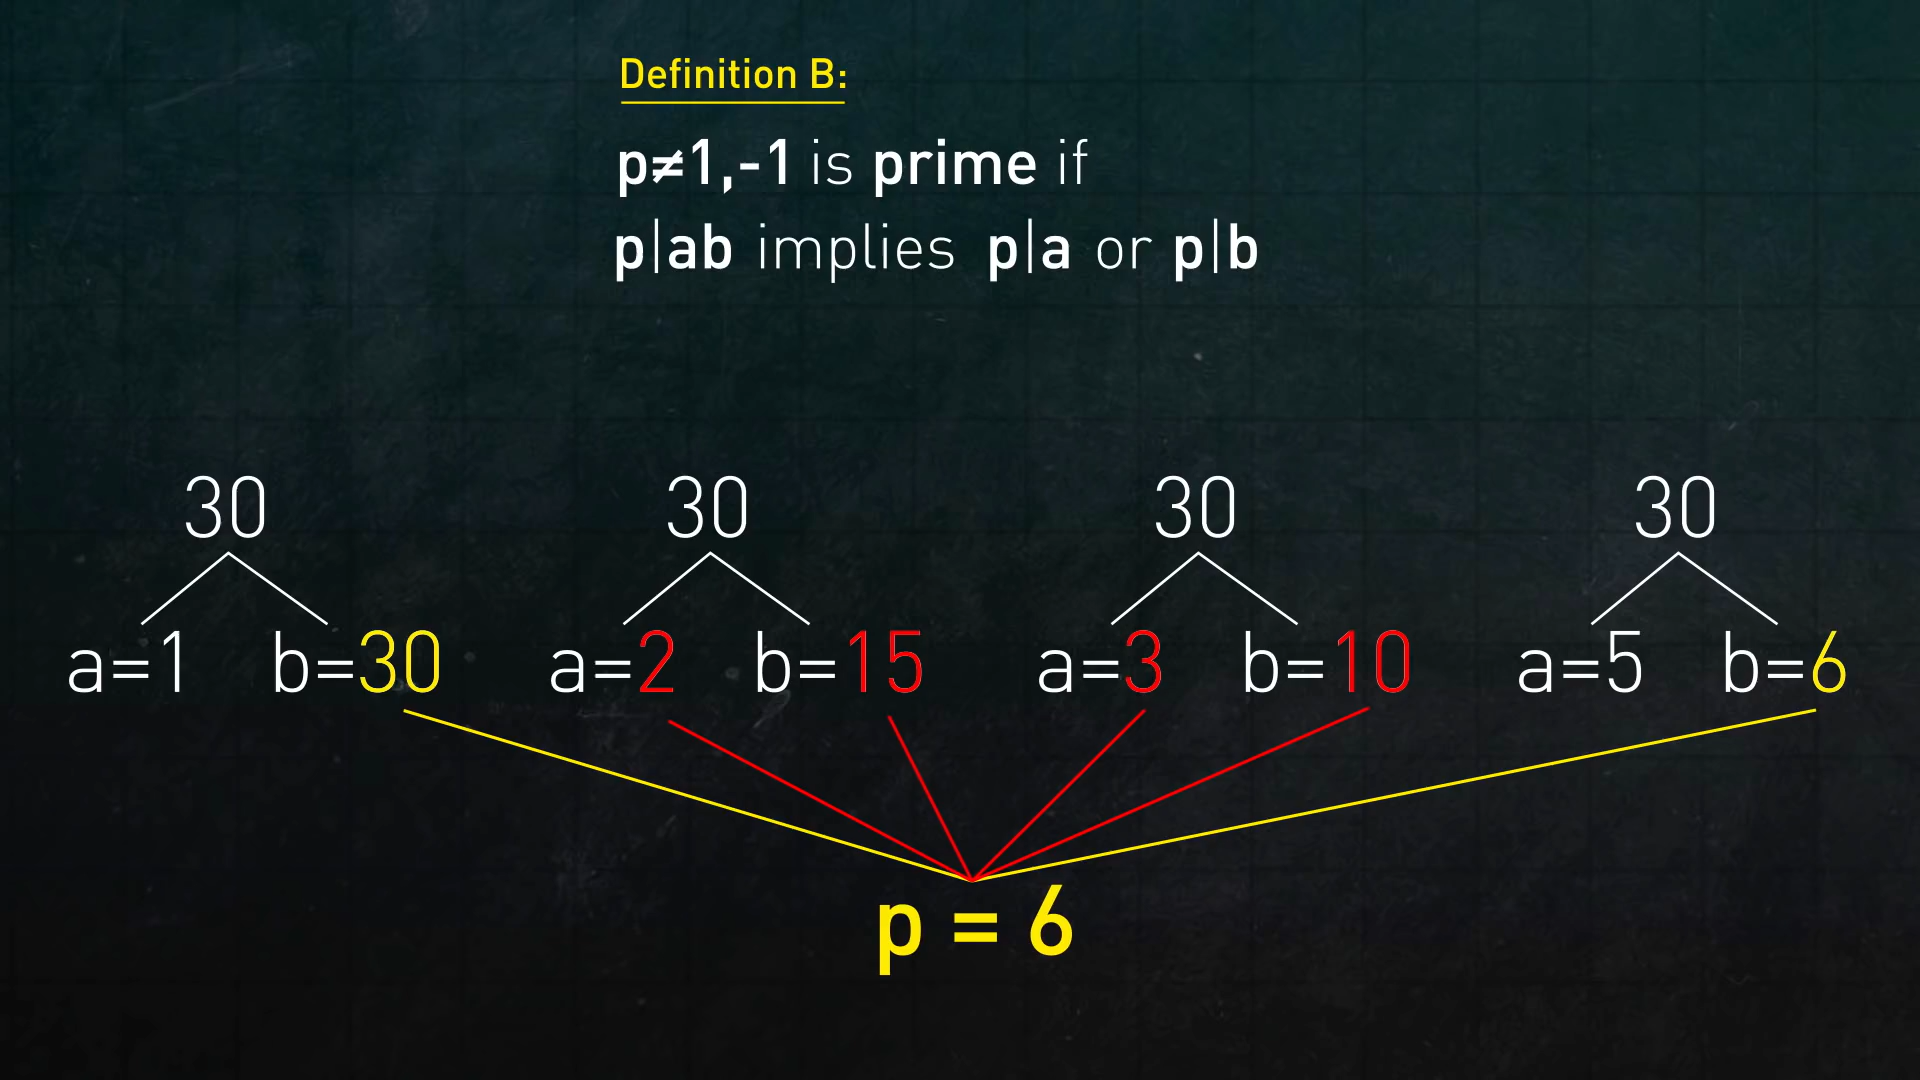 Definition B:
p≠1,-1 is prime if
p|ab implies p|a or p|b
30 30 30 30
a=1 b=30 a=2 b=15 a=3 b=10 a=5 b=6
p = 6